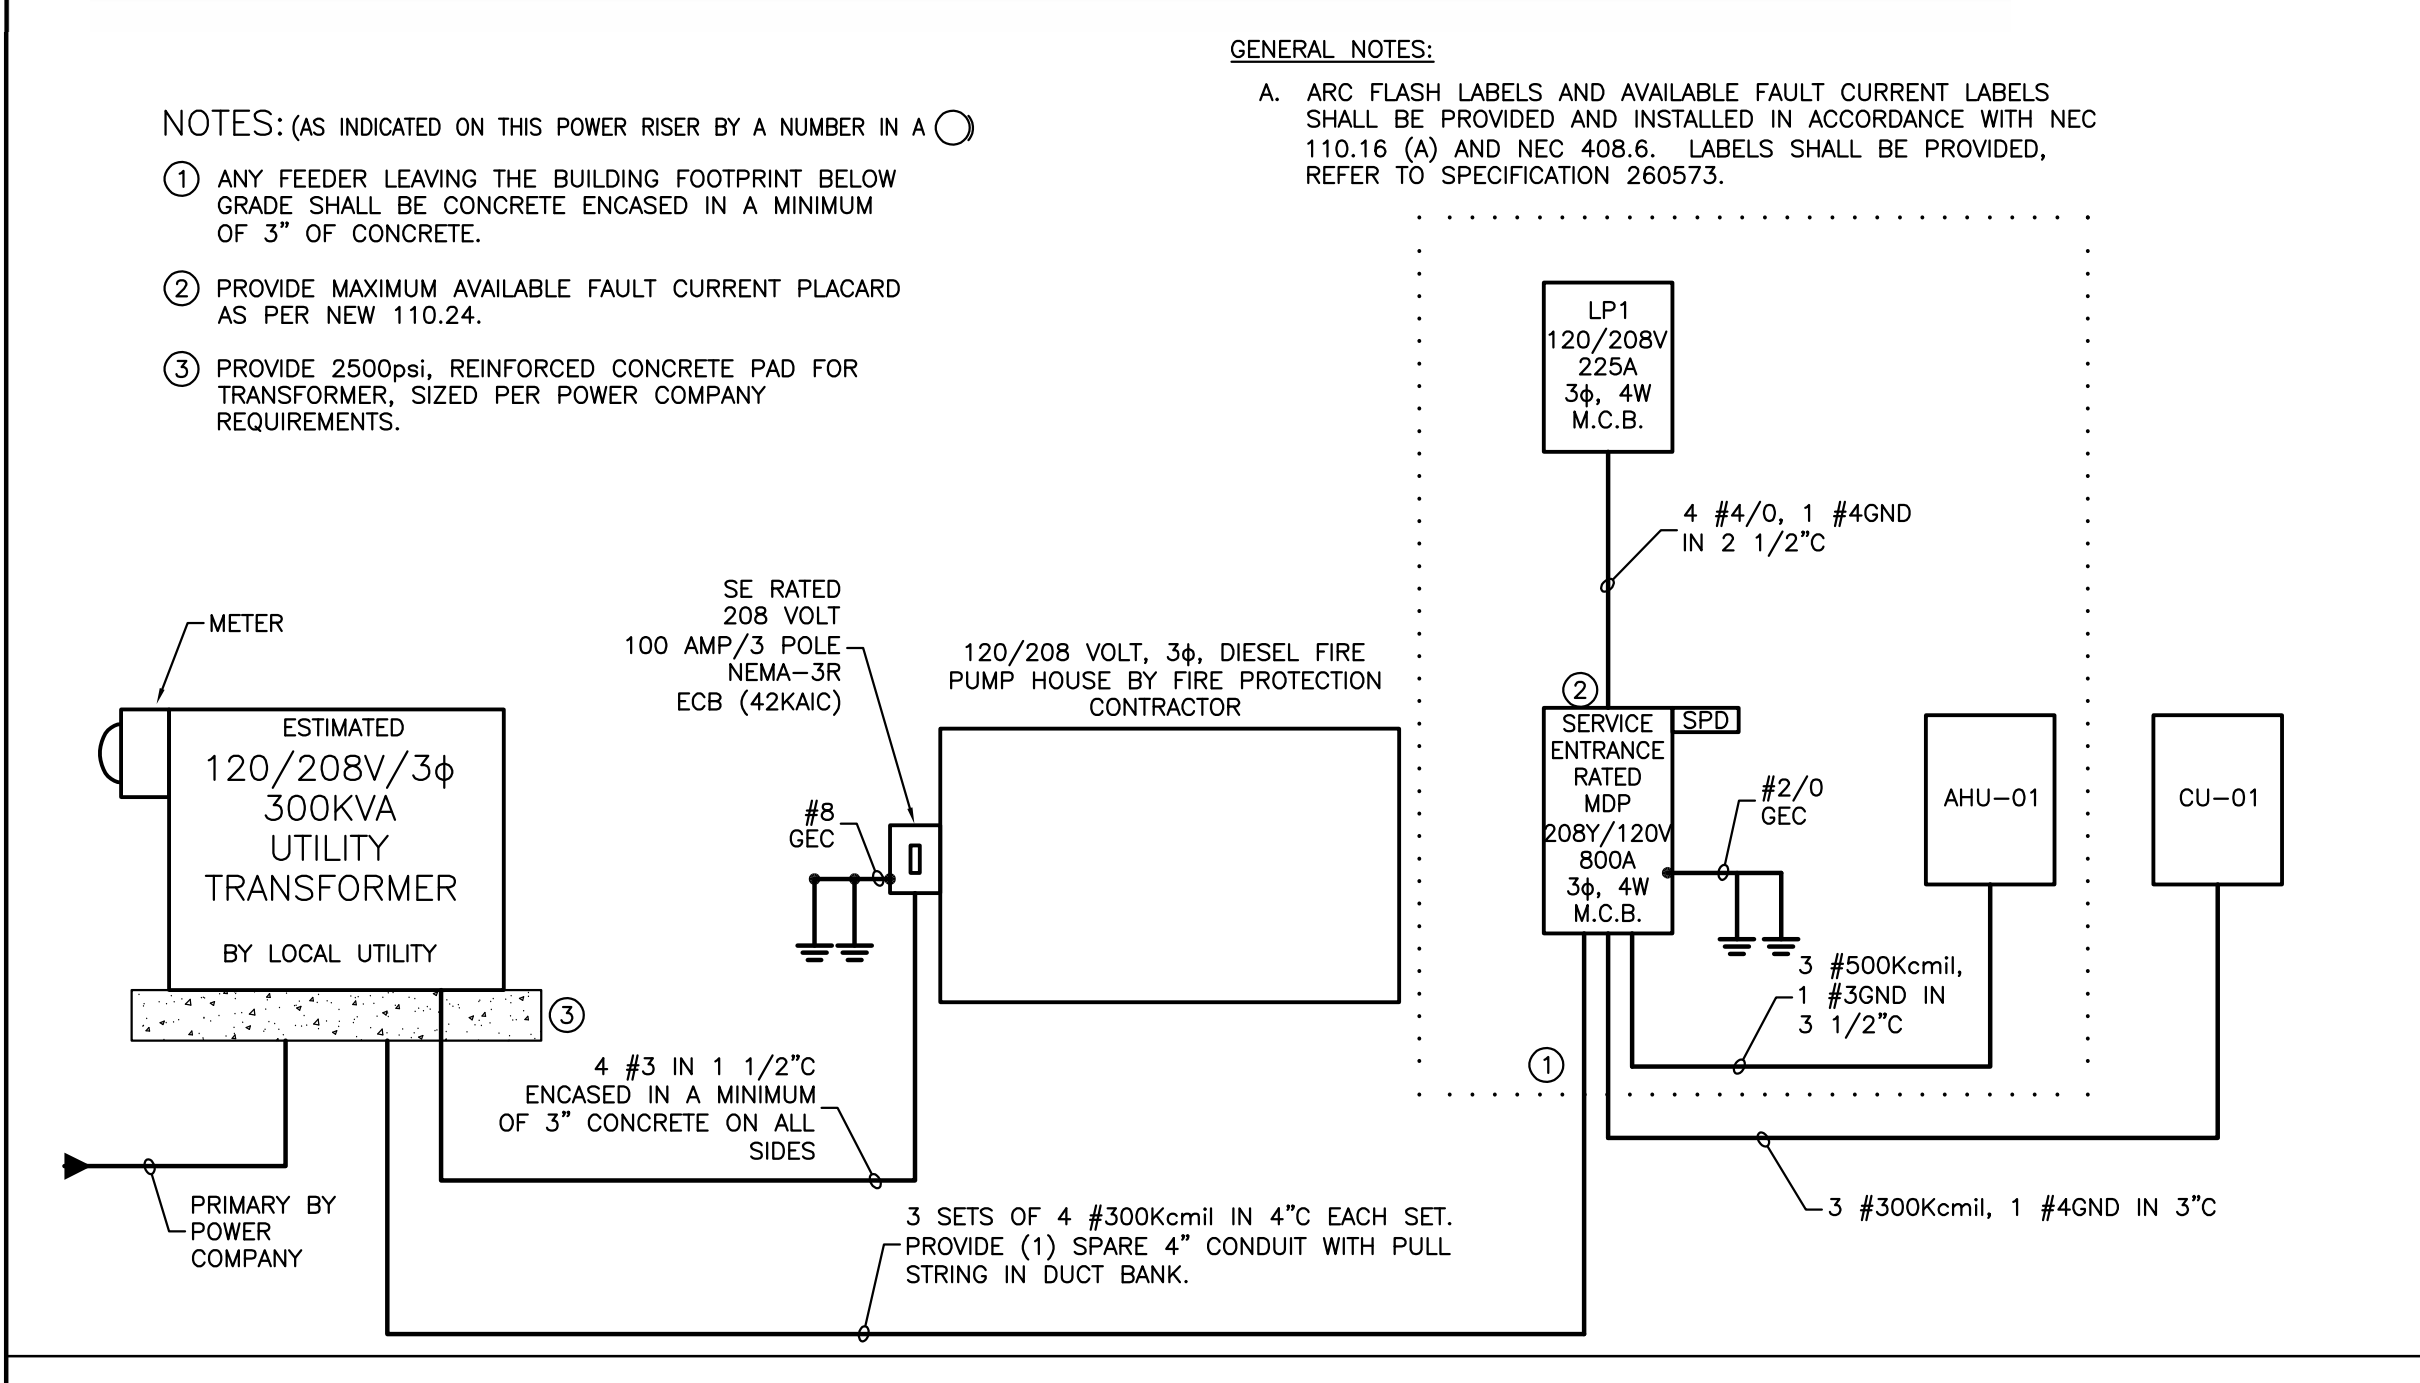 GENERAL NOTES:
A. ARC FLASH LABELS AND AVAILABLE FAULT CURRENT LABELS
SHALL BE PROVIDED AND INSTALLED IN ACCORDANCE WITH NEC
110.16 (A) AND NEC 408.6. LABELS SHALL BE PROVIDED,
REFER TO SPECIFICATION 260573.
NOTES: (AS INDICATED ON THIS POWER RISER BY A NUMBER IN A ◯)
1 ANY FEEDER LEAVING THE BUILDING FOOTPRINT BELOW
GRADE SHALL BE CONCRETE ENCASED IN A MINIMUM
OF 3" OF CONCRETE.
2 PROVIDE MAXIMUM AVAILABLE FAULT CURRENT PLACARD
AS PER NEW 110.24.
3 PROVIDE 2500psi, REINFORCED CONCRETE PAD FOR
TRANSFORMER, SIZED PER POWER COMPANY
REQUIREMENTS.
LP1
120/208V
225A
3ϕ, 4W
M.C.B.
4 #4/0, 1 #4GND
IN 2 1/2"C
METER
ESTIMATED
120/208V/3ϕ
300KVA
UTILITY
TRANSFORMER
BY LOCAL UTILITY
3
SE RATED
208 VOLT
100 AMP/3 POLE
NEMA-3R
ECB (42KAIC)
#8
GEC
120/208 VOLT, 3ϕ, DIESEL FIRE
PUMP HOUSE BY FIRE PROTECTION
CONTRACTOR
2
SERVICE
ENTRANCE
RATED
MDP
208Y/120V
800A
3ϕ, 4W
M.C.B.
SPD
#2/0
GEC
AHU-01
CU-01
3 #500Kcmil,
1 #3GND IN
3 1/2"C
1
4 #3 IN 1 1/2"C
ENCASED IN A MINIMUM
OF 3" CONCRETE ON ALL
SIDES
PRIMARY BY
POWER
COMPANY
3 SETS OF 4 #300Kcmil IN 4"C EACH SET.
PROVIDE (1) SPARE 4" CONDUIT WITH PULL
STRING IN DUCT BANK.
3 #300Kcmil, 1 #4GND IN 3"C